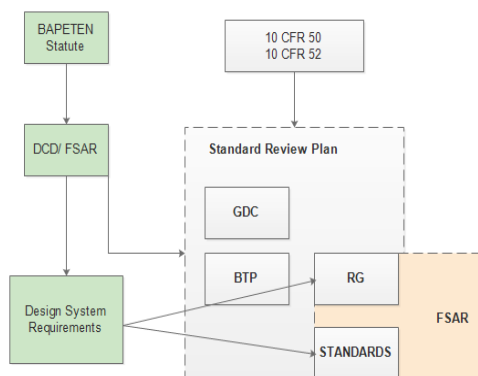 BAPETEN
Statute
10 CFR 50
10 CFR 52
DCD/ FSAR
Standard Review Plan
GDC
BTP
RG
Design System
Requirements
FSAR
STANDARDS